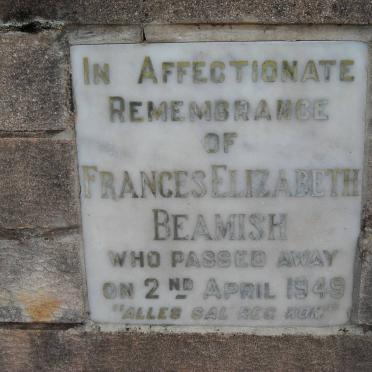 IN AFFECTIONATE
REMEMBRANCE
OF
FRANCES ELIZABETH
BEAMISH
WHO PASSED AWAY
ON 2ND APRIL 1949
"ALLES SAL REG KOM"